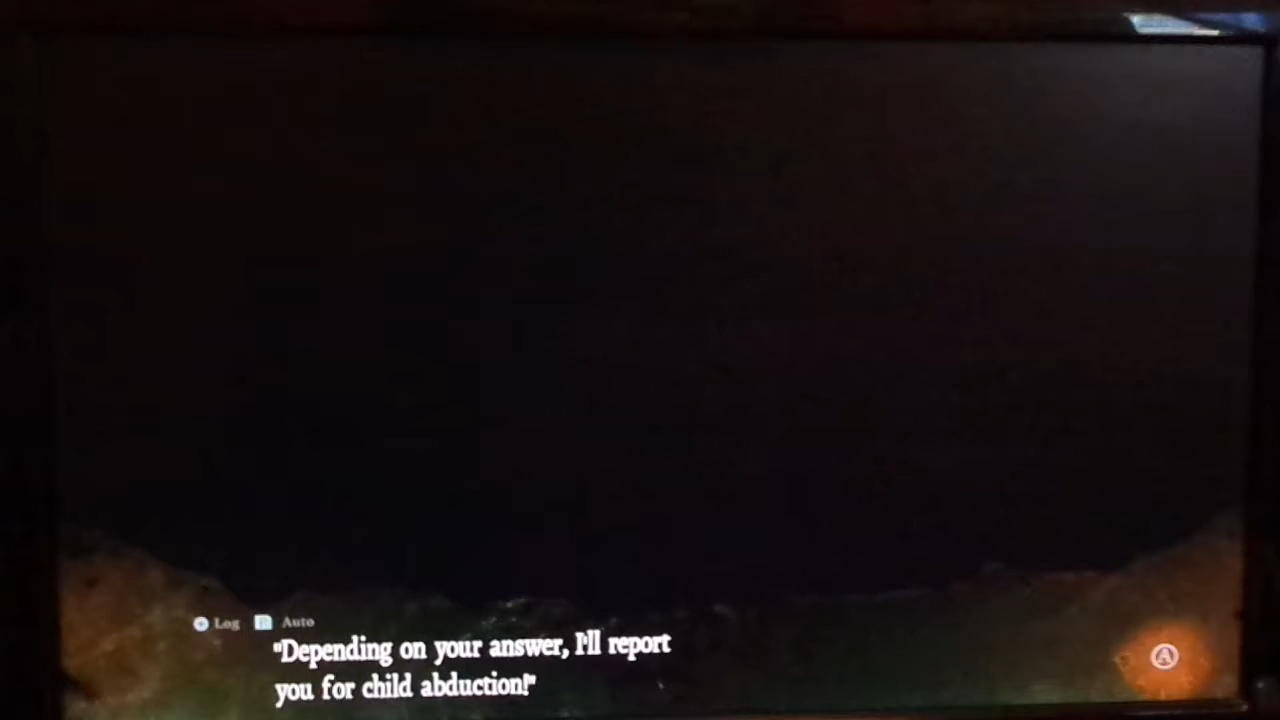 Log Auto
"Depending on your answer, I'll report
you for child abduction!"
Ⓐ